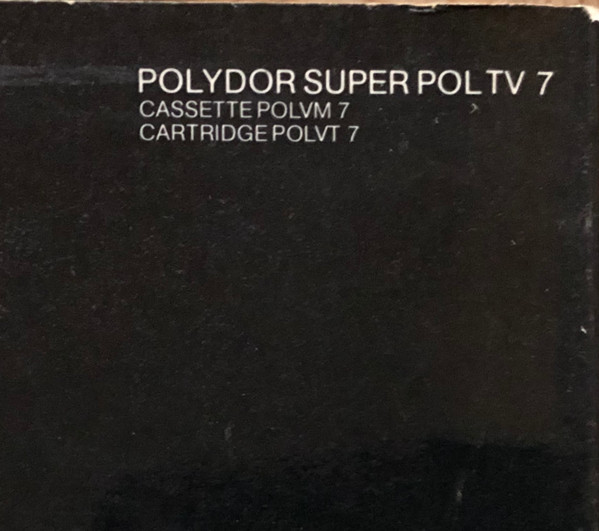 POLYDOR SUPER POLTV 7
CASSETTE POLVM 7
CARTRIDGE POLVT 7